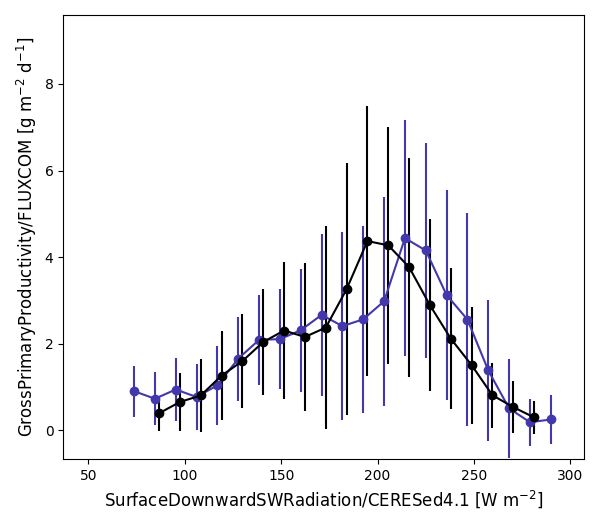 GrossPrimaryProductivity/FLUXCOM [g m⁻² d⁻¹]
8
6
4
2
0
50 100 150 200 250 300
SurfaceDownwardSWRadiation/CERESed4.1 [W m⁻²]